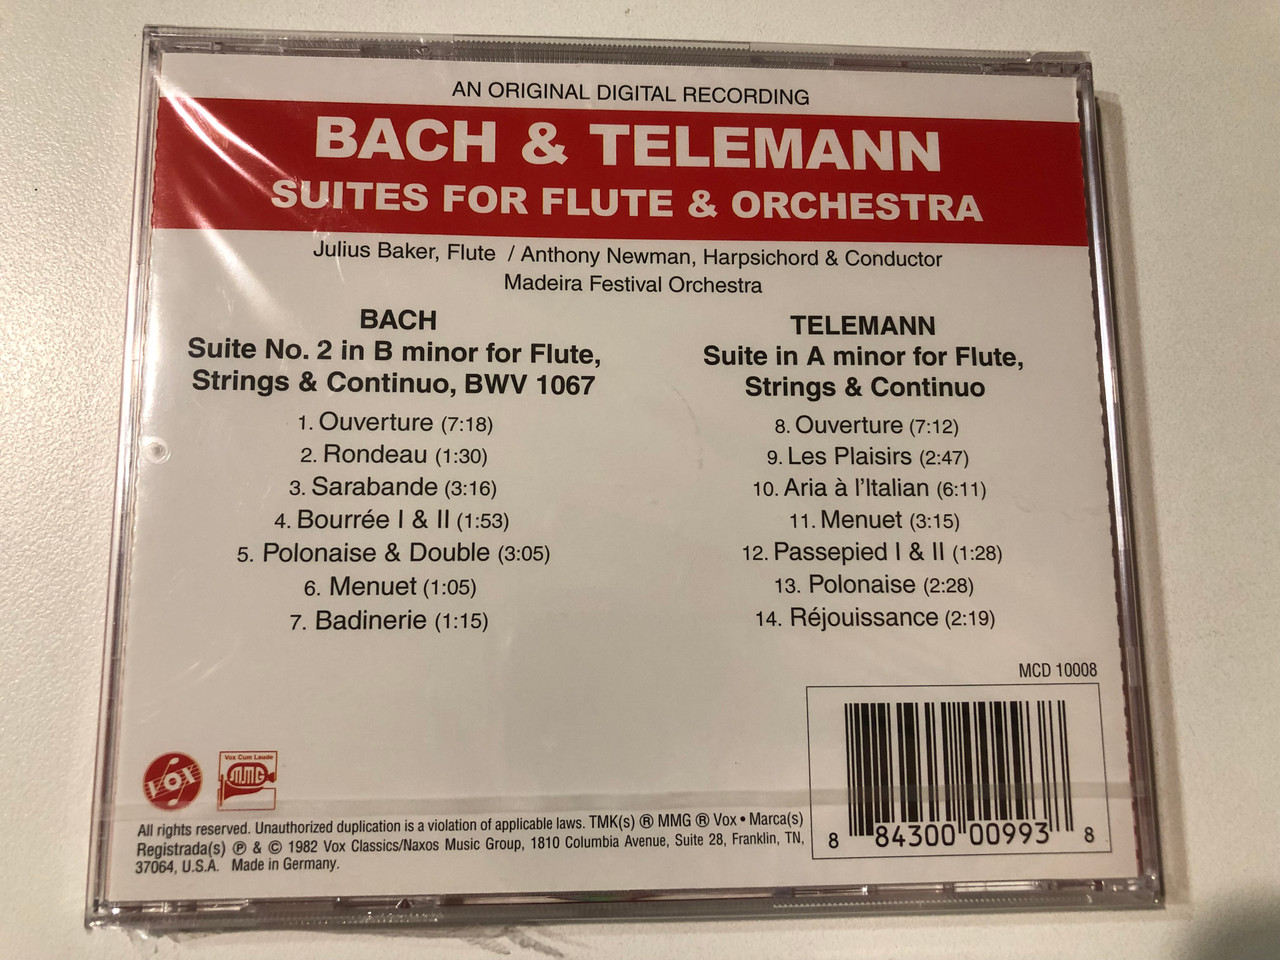 AN ORIGINAL DIGITAL RECORDING
BACH & TELEMANN
SUITES FOR FLUTE & ORCHESTRA
Julius Baker, Flute / Anthony Newman, Harpsichord & Conductor
Madeira Festival Orchestra
BACH
Suite No. 2 in B minor for Flute,
Strings & Continuo, BWV 1067
1. Ouverture (7:18)
2. Rondeau (1:30)
3. Sarabande (3:16)
4. Bourrée I & II (1:53)
5. Polonaise & Double (3:05)
6. Menuet (1:05)
7. Badinerie (1:15)
TELEMANN
Suite in A minor for Flute,
Strings & Continuo
8. Ouverture (7:12)
9. Les Plaisirs (2:47)
10. Aria à l'Italian (6:11)
11. Menuet (3:15)
12. Passepied I & II (1:28)
13. Polonaise (2:28)
14. Réjouissance (2:19)
MCD 10008
8 84300 00993 8
VOX
Vox Cum Laude
MMG
All rights reserved. Unauthorized duplication is a violation of applicable laws. TMK(s) ® MMG ® Vox • Marca(s)
Registrada(s) ℗ & © 1982 Vox Classics/Naxos Music Group, 1810 Columbia Avenue, Suite 28, Franklin, TN,
37064, U.S.A. Made in Germany.